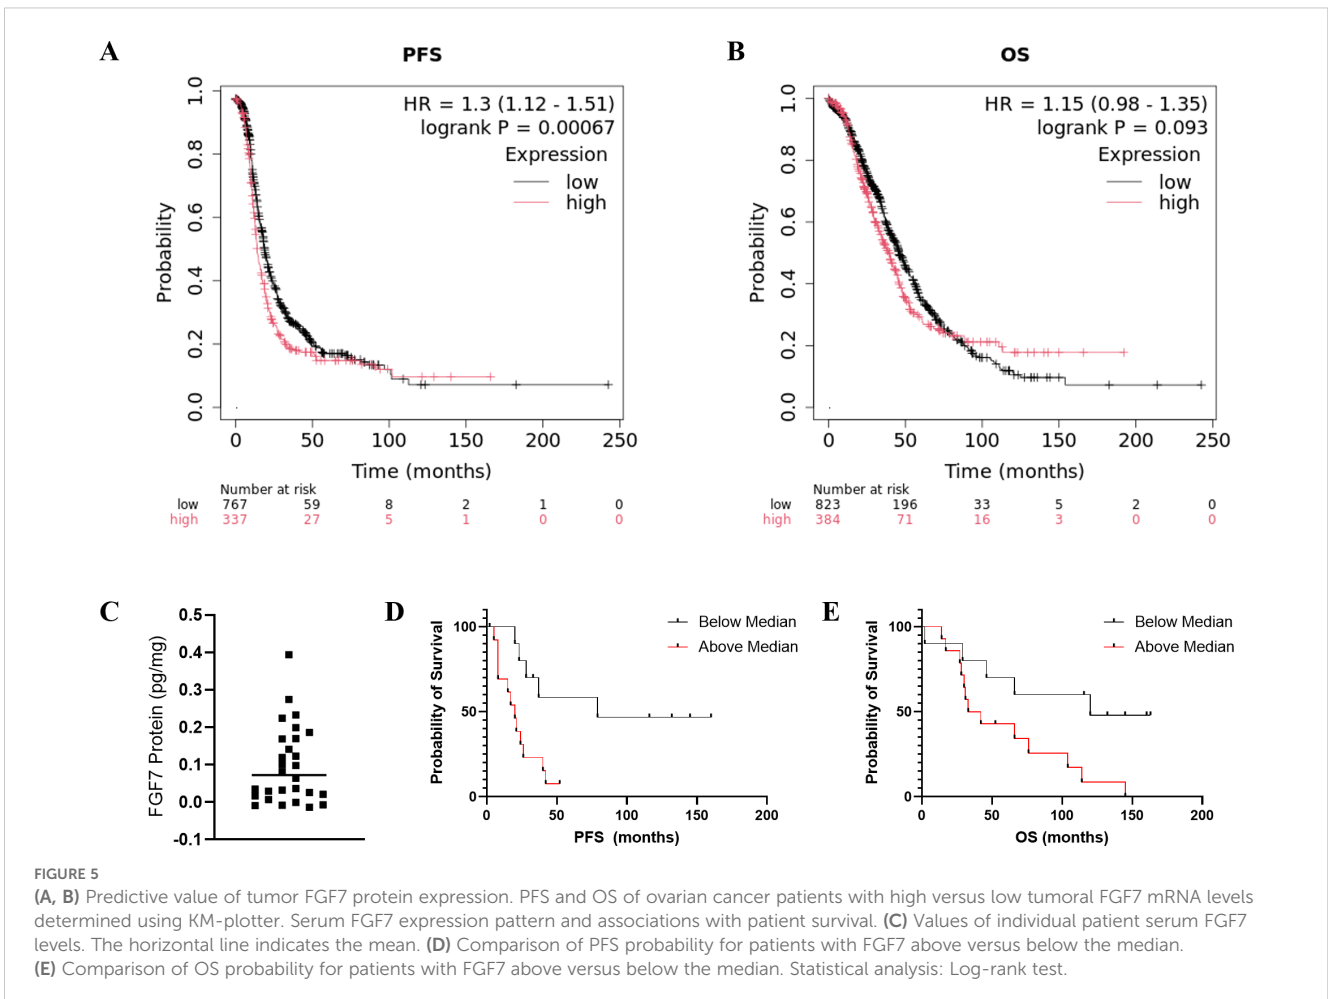 A
PFS
HR = 1.3 (1.12 - 1.51)
logrank P = 0.00067
Expression
low
high
Probability
1.0
0.8
0.6
0.4
0.2
0.0
0 50 100 150 200 250
Time (months)
Number at risk
low 767 59 8 2 1 0
high 337 27 5 1 0 0
B
OS
HR = 1.15 (0.98 - 1.35)
logrank P = 0.093
Expression
low
high
Probability
1.0
0.8
0.6
0.4
0.2
0.0
0 50 100 150 200 250
Time (months)
Number at risk
low 823 196 33 5 2 0
high 384 71 16 3 0 0
C
FGF7 Protein (pg/mg)
0.5
0.4
0.3
0.2
0.1
0.0
-0.1
D
Probability of Survival
100
50
0
0 50 100 150 200
PFS (months)
Below Median
Above Median
E
Probability of Survival
100
50
0
0 50 100 150 200
OS (months)
Below Median
Above Median
FIGURE 5
(A, B) Predictive value of tumor FGF7 protein expression. PFS and OS of ovarian cancer patients with high versus low tumoral FGF7 mRNA levels
determined using KM-plotter. Serum FGF7 expression pattern and associations with patient survival. (C) Values of individual patient serum FGF7
levels. The horizontal line indicates the mean. (D) Comparison of PFS probability for patients with FGF7 above versus below the median.
(E) Comparison of OS probability for patients with FGF7 above versus below the median. Statistical analysis: Log-rank test.